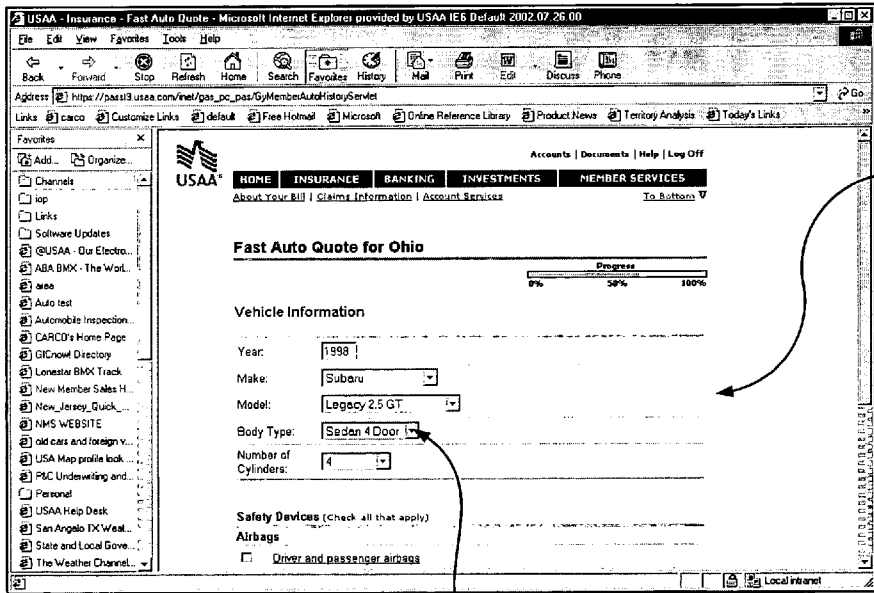 USAA - Insurance - Fast Auto Quote - Microsoft Internet Explorer provided by USAA IE6 Default 2002.07.26.00
File Edit View Favorites Tools Help
Back Forward Stop Refresh Home Search Favorites History Mail Print Edit Discuss Phone
Address https://passl3.usaa.com/inet/gas_pc_pas/GyMemberAutoHistoryServlet Go
Links carco Customize Links default Free Hotmail Microsoft Online Reference Library Product News Territory Analysis Today's Links
Favorites
Add... Organize...
Channels
iop
Links
Software Updates
@USAA - Our Electro...
ABA BMX - The Worl...
area
Auto test
Automobile Inspection...
CARCO's Home Page
GICnowl Directory
Lonestar BMX Track
New Member Sales H...
New_Jersey_Quick_...
NMS WEBSITE
old cars and foreign v...
USA Map profile look ...
P&C Underwriting and...
Personal
USAA Help Desk
San Angelo TX Weat...
State and Local Gove...
The Weather Channel...
USAA®
Accounts | Documents | Help | Log Off
HOME INSURANCE BANKING INVESTMENTS MEMBER SERVICES
About Your Bill | Claims Information | Account Services To Bottom
Fast Auto Quote for Ohio
Progress
0% 50% 100%
Vehicle Information
Year: 1998
Make: Subaru
Model: Legacy 2.5 GT
Body Type: Sedan 4 Door
Number of
Cylinders: 4
Safety Devices (Check all that apply)
Airbags
Driver and passenger airbags
Local intranet